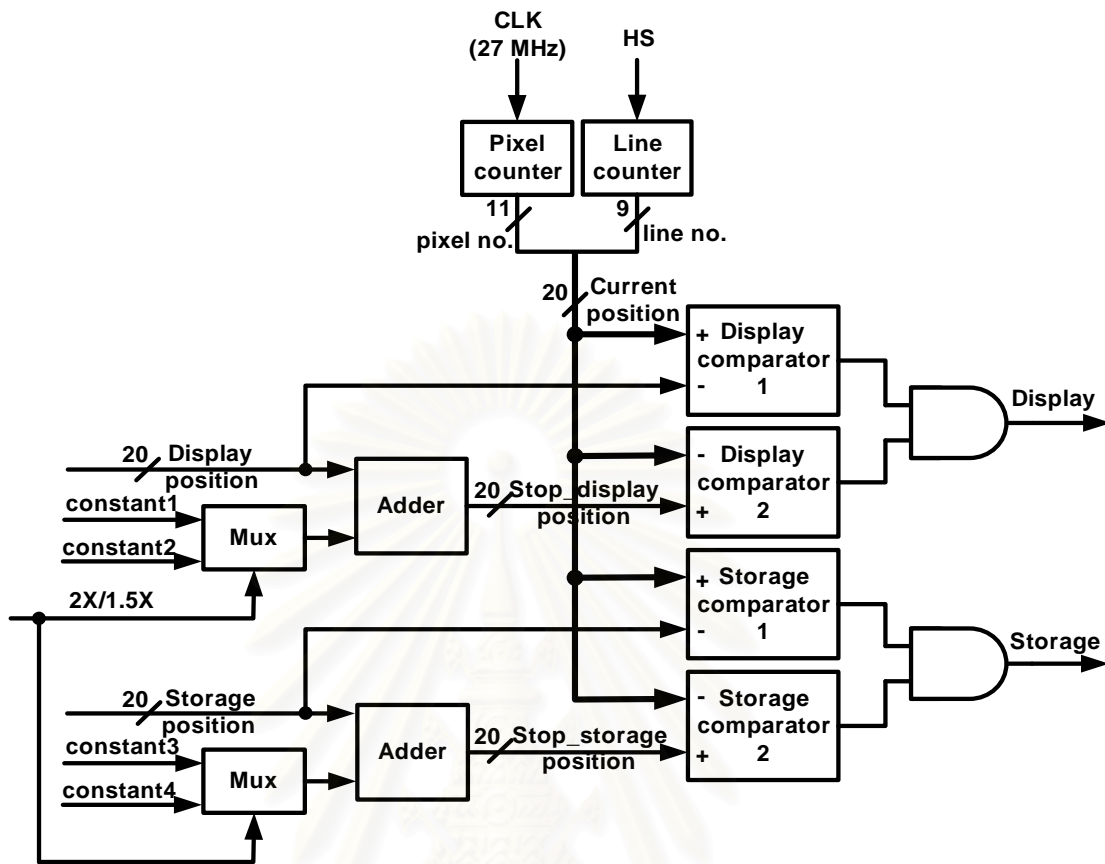 CLK
(27 MHz)
HS
Pixel
counter
Line
counter
11
pixel no.
9
line no.
20
Current
position
+ Display
comparator
- 1
Display
- Display
comparator
+ 2
20 Display
position
constant1
constant2
Mux
Adder
20 Stop_display
position
2X/1.5X
+ Storage
comparator
- 1
Storage
- Storage
comparator
+ 2
20 Storage
position
constant3
constant4
Mux
Adder
20 Stop_storage
position